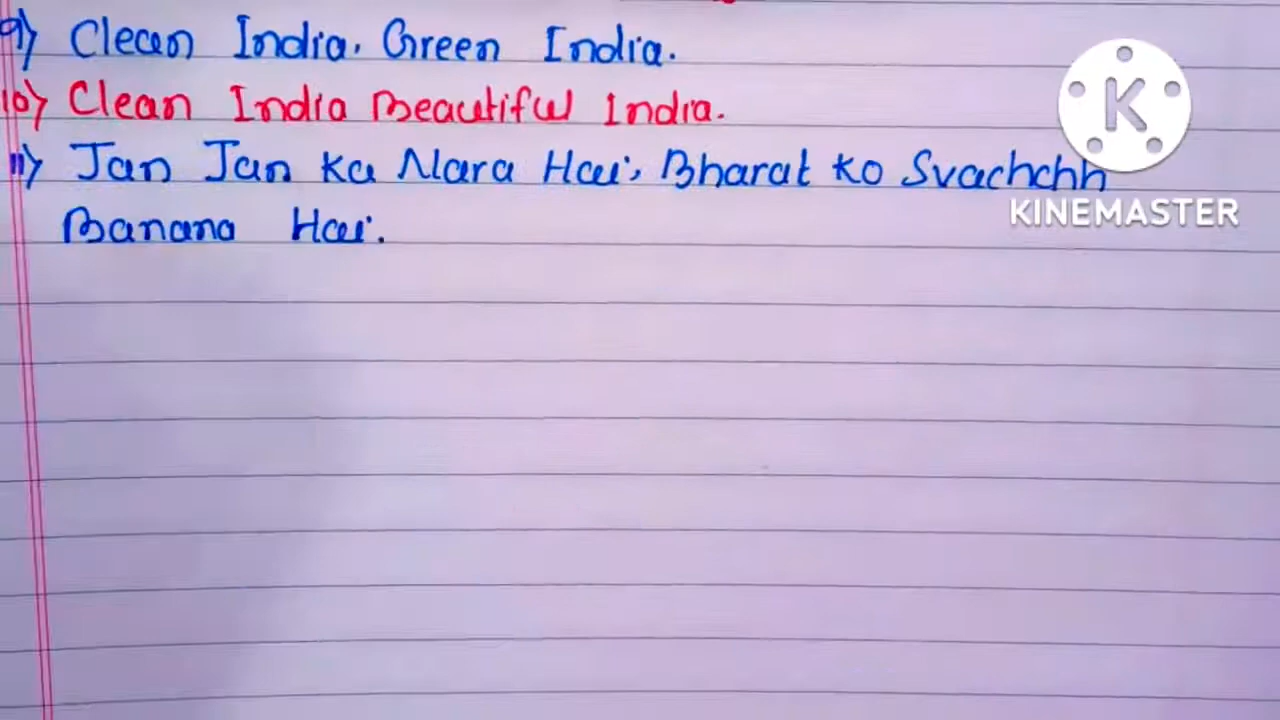 9) Clean India. Green India.
10) Clean India Beautiful India.
11) Jan Jan Ka Nara Hai, Bharat Ko Svachchh
Banana Hai.
KINEMASTER